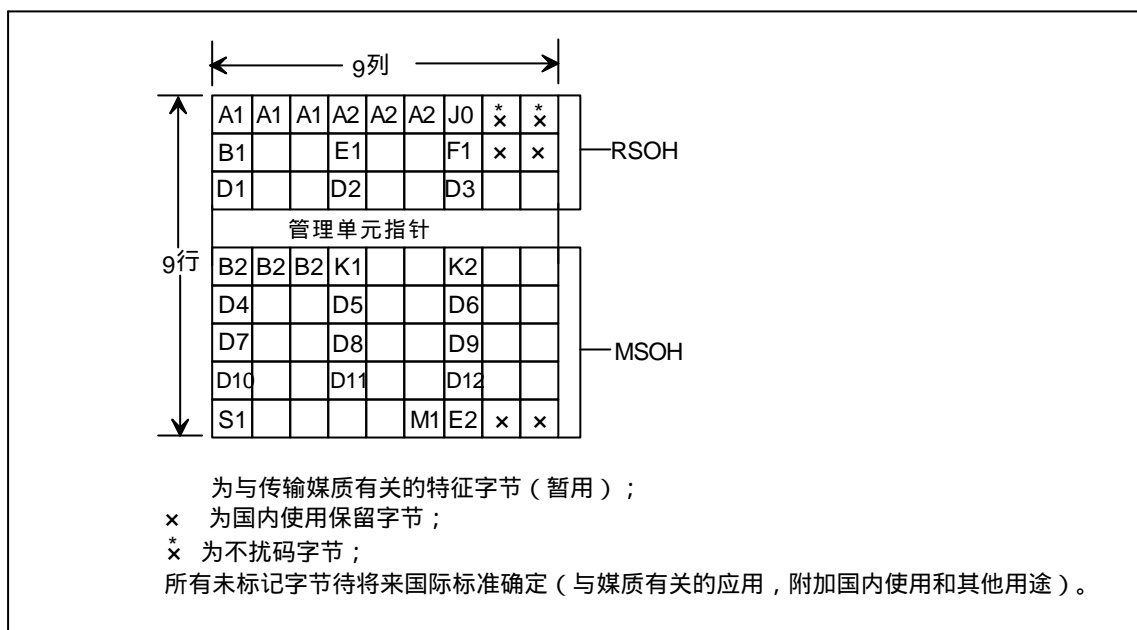 9列
A1 A1 A1 A2 A2 A2 J0 ×* ×*
B1 E1 F1 × ×
RSOH
D1 D2 D3
管理单元指针
9行
B2 B2 B2 K1 K2
D4 D5 D6
D7 D8 D9
MSOH
D10 D11 D12
S1 M1 E2 × ×
为与传输媒质有关的特征字节（暂用）；
× 为国内使用保留字节；
×* 为不扰码字节；
所有未标记字节待将来国际标准确定（与媒质有关的应用，附加国内使用和其他用途）。